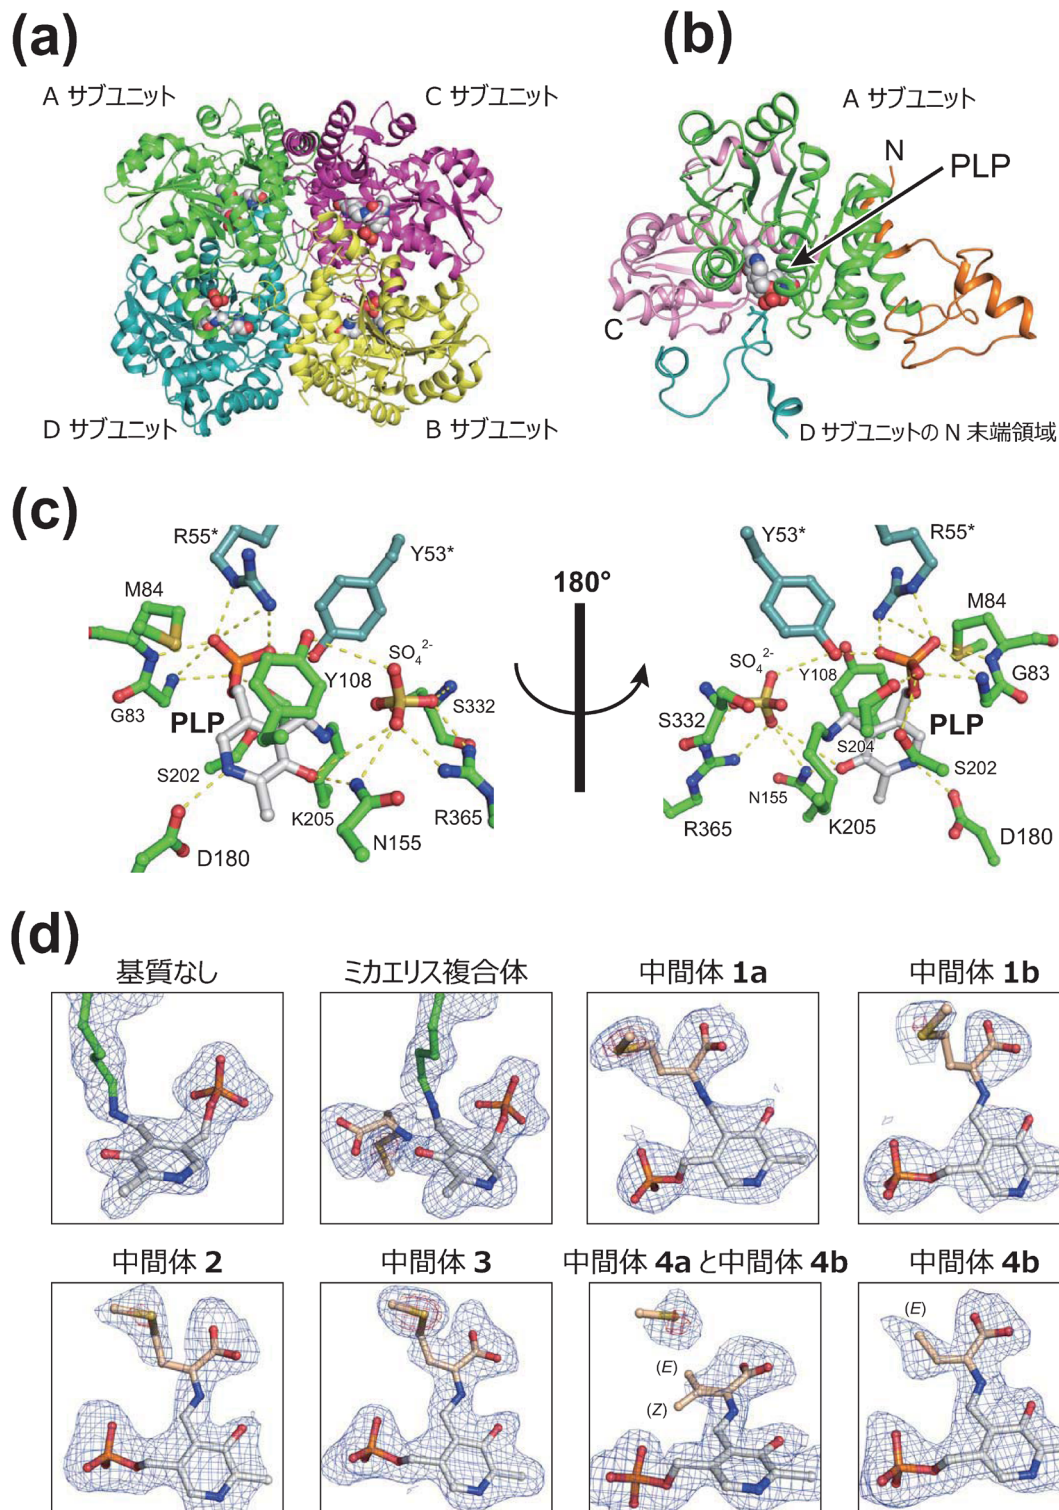 (a)
A サブユニット
C サブユニット
D サブユニット
B サブユニット
(b)
A サブユニット
N
PLP
C
D サブユニットの N 末端領域
(c)
R55*
Y53*
M84
SO₄²⁻
Y108
G83
PLP
S332
S202
K205
N155
R365
D180
180°
Y53*
R55*
M84
SO₄²⁻
Y108
G83
S332
PLP
S204
S202
N155
R365
K205
D180
(d)
基質なし
ミカエリス複合体
中間体 1a
中間体 1b
中間体 2
中間体 3
中間体 4a と中間体 4b
中間体 4b
(E)
(Z)
(E)